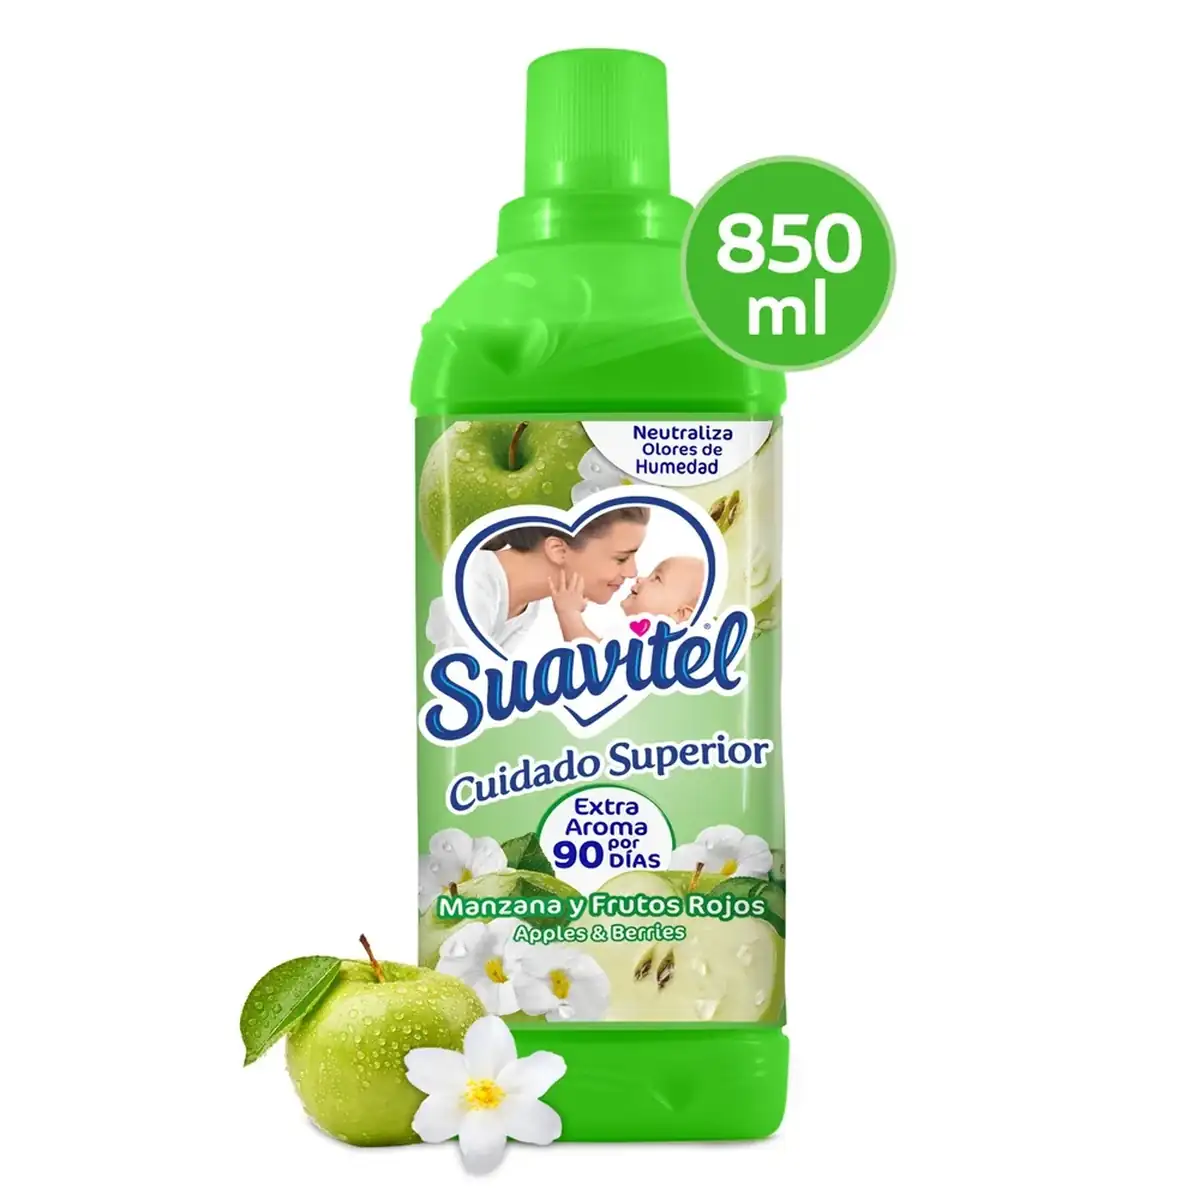 850
ml
Neutraliza
Olores de
Humedad
Suavitel®
Cuidado Superior
Extra
Aroma
90 por DÍAS
Manzana y Frutos Rojos
Apples & Berries